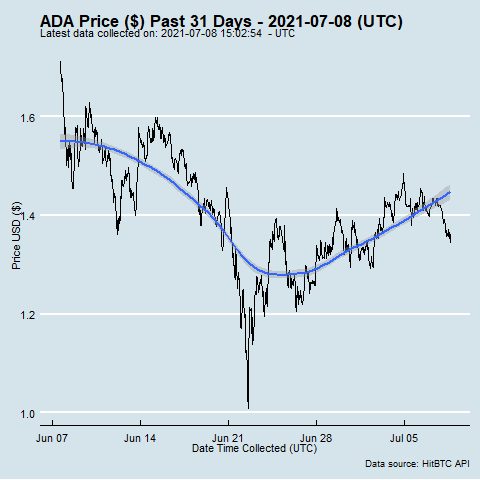 ADA Price ($) Past 31 Days - 2021-07-08 (UTC)
Latest data collected on: 2021-07-08 15:02:54 - UTC
Price USD ($)
1.6
1.4
1.2
1.0
Jun 07 Jun 14 Jun 21 Jun 28 Jul 05
Date Time Collected (UTC)
Data source: HitBTC API